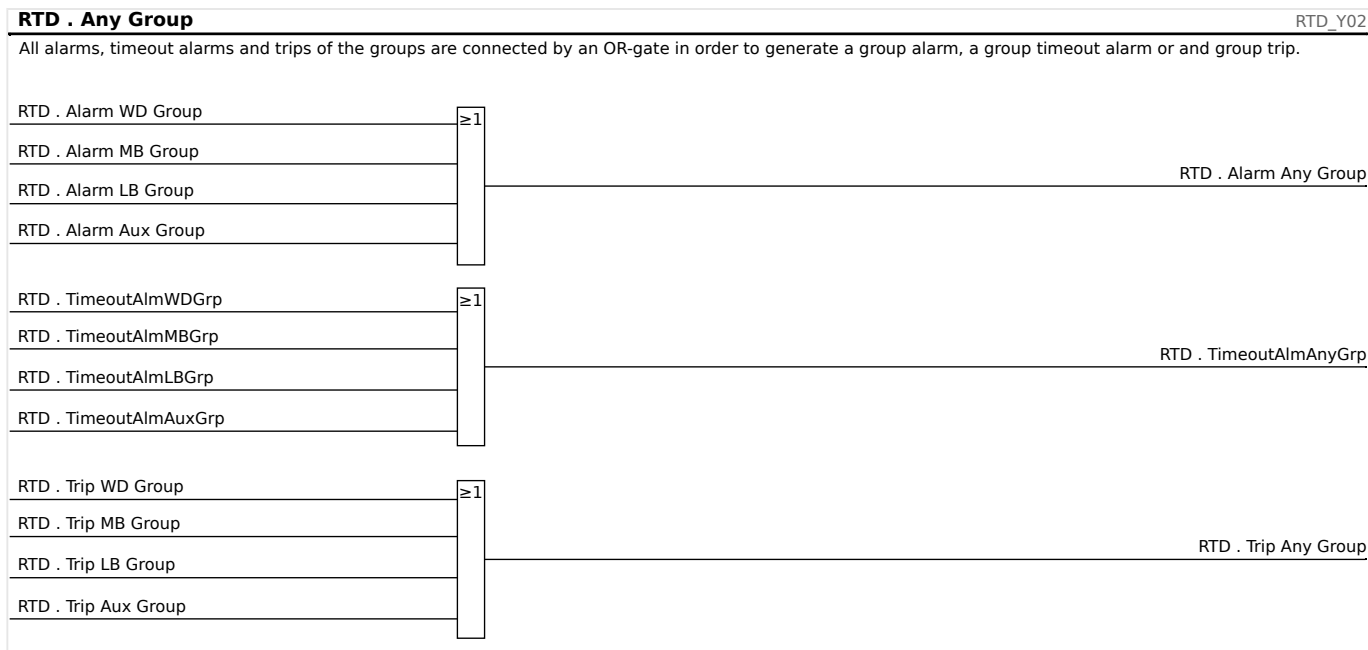 RTD . Any Group
RTD_Y02
All alarms, timeout alarms and trips of the groups are connected by an OR-gate in order to generate a group alarm, a group timeout alarm or and group trip.
RTD . Alarm WD Group
≥1
RTD . Alarm MB Group
RTD . Alarm Any Group
RTD . Alarm LB Group
RTD . Alarm Aux Group
RTD . TimeoutAlmWDGrp
≥1
RTD . TimeoutAlmMBGrp
RTD . TimeoutAlmAnyGrp
RTD . TimeoutAlmLBGrp
RTD . TimeoutAlmAuxGrp
RTD . Trip WD Group
≥1
RTD . Trip MB Group
RTD . Trip Any Group
RTD . Trip LB Group
RTD . Trip Aux Group